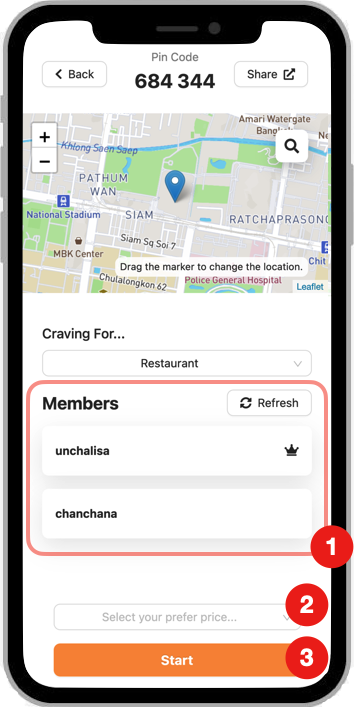 Pin Code
Back
684 344
Share
Amari Watergate
Bangkok
Ne
+
−
Khlong Saen Saep
PATHUM
WAN
National Stadium
SIAM
RATCHAPRASONG
MBK Center
Siam Sq Soi 7
Chit
Drag the marker to change the location.
Chulalongkon 62
Police General Hospital
Leaflet
Craving For...
Restaurant
Members
Refresh
unchalisa
chanchana
1
2
Select your prefer price...
Start
3